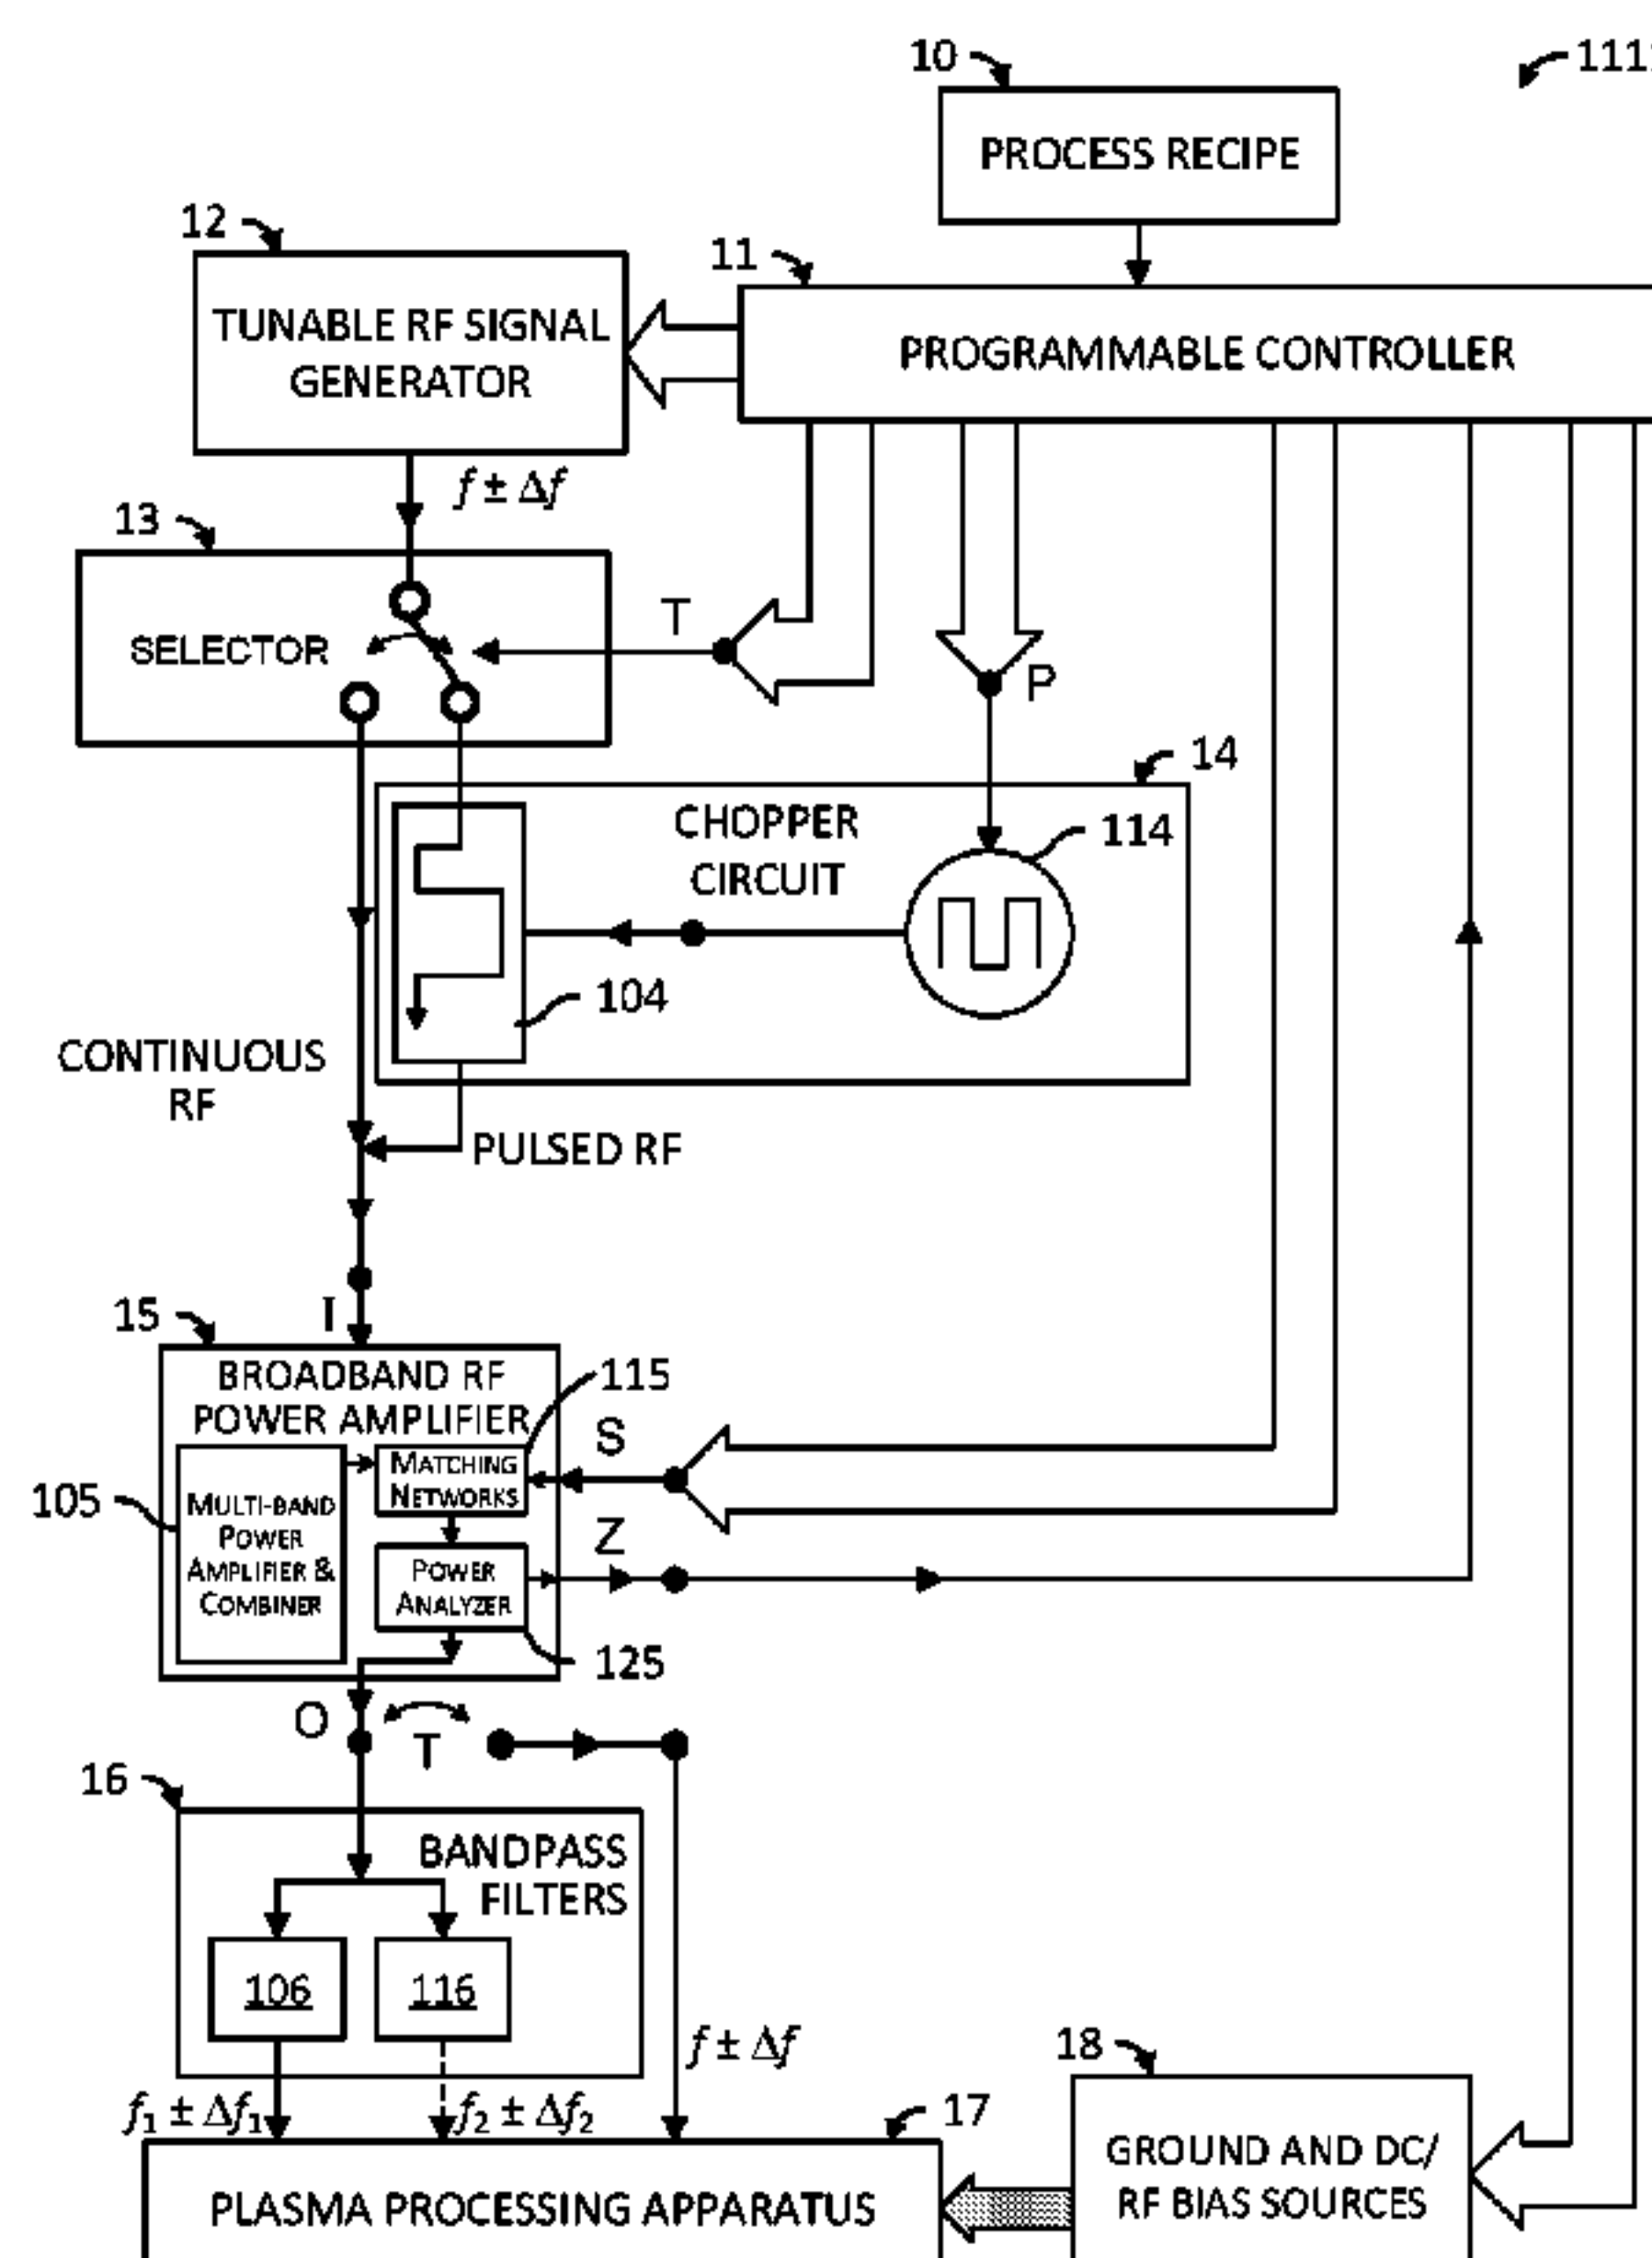 10
111
PROCESS RECIPE
12
11
TUNABLE RF SIGNAL
GENERATOR
PROGRAMMABLE CONTROLLER
f ± Δf
13
SELECTOR
T
P
14
CHOPPER
CIRCUIT
114
104
CONTINUOUS
RF
PULSED RF
I
15
BROADBAND RF
POWER AMPLIFIER
115
S
MATCHING
NETWORKS
105
MULTI-BAND
POWER
AMPLIFIER &
COMBINER
Z
POWER
ANALYZER
125
O
T
16
BANDPASS
FILTERS
106
116
f ± Δf
18
f₁ ± Δf₁
f₂ ± Δf₂
17
GROUND AND DC/
RF BIAS SOURCES
PLASMA PROCESSING APPARATUS